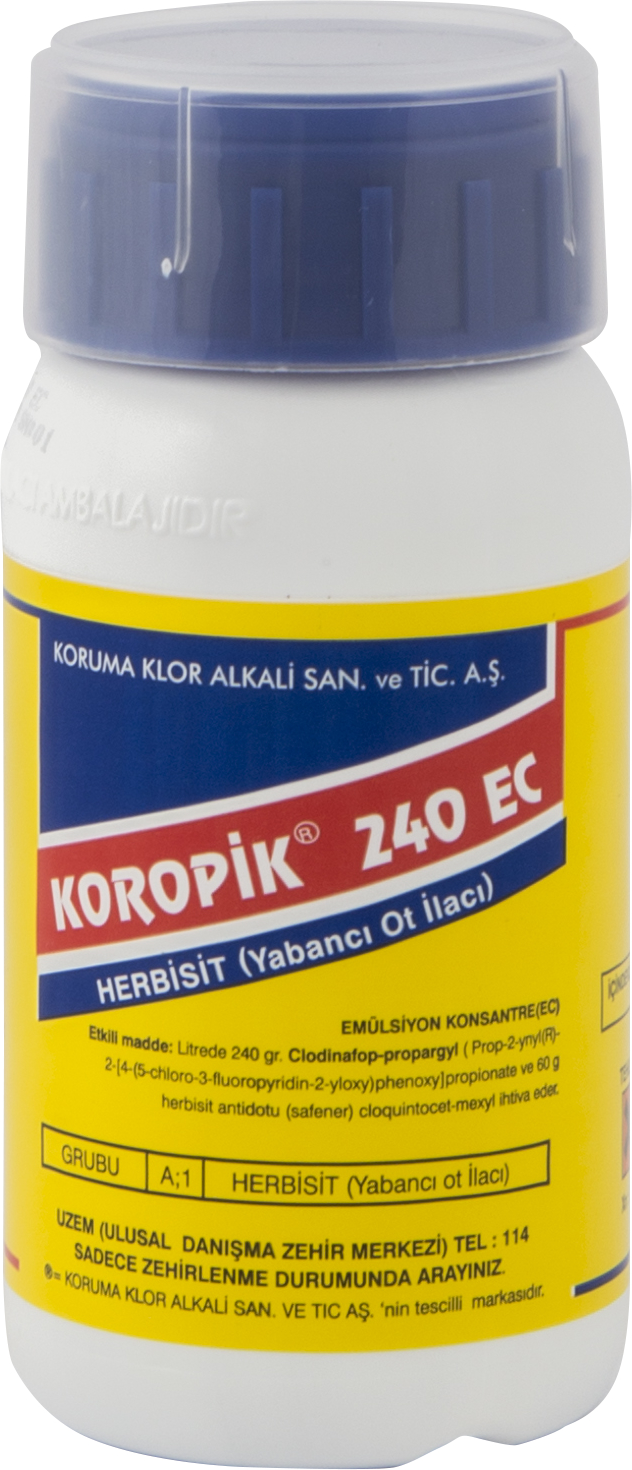 AMBALAJIDIR
KORUMA KLOR ALKALİ SAN. ve TİC. A.Ş.
KOROPİK® 240 EC
HERBİSİT (Yabancı Ot İlacı)
EMÜLSİYON KONSANTRE(EC)
Etkili madde: Litrede 240 gr. Clodinafop-propargyl ( Prop-2-ynyl(R)-
2-[4-(5-chloro-3-fluoropyridin-2-yloxy)phenoxy]propionate ve 60 g
herbisit antidotu (safener) cloquintocet-mexyl ihtiva eder.
GRUBU A;1 HERBİSİT (Yabancı ot ilacı)
UZEM (ULUSAL DANIŞMA ZEHİR MERKEZİ) TEL : 114
SADECE ZEHİRLENME DURUMUNDA ARAYINIZ.
®= KORUMA KLOR ALKALİ SAN. VE TIC AŞ. 'nin tescilli markasıdır.